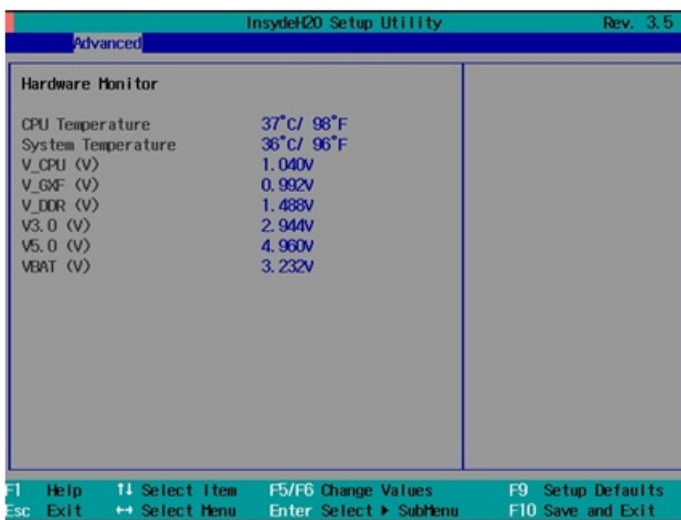 InsydeH20 Setup Utility Rev. 3.5
Advanced
Hardware Monitor
CPU Temperature 37°C/ 98°F
System Temperature 36°C/ 96°F
V_CPU (V) 1.040V
V_GXF (V) 0.992V
V_DDR (V) 1.488V
V3.0 (V) 2.944V
V5.0 (V) 4.960V
VBAT (V) 3.232V
F1 Help ↑↓ Select Item F5/F6 Change Values F9 Setup Defaults
Esc Exit ↔ Select Menu Enter Select ▶ SubMenu F10 Save and Exit